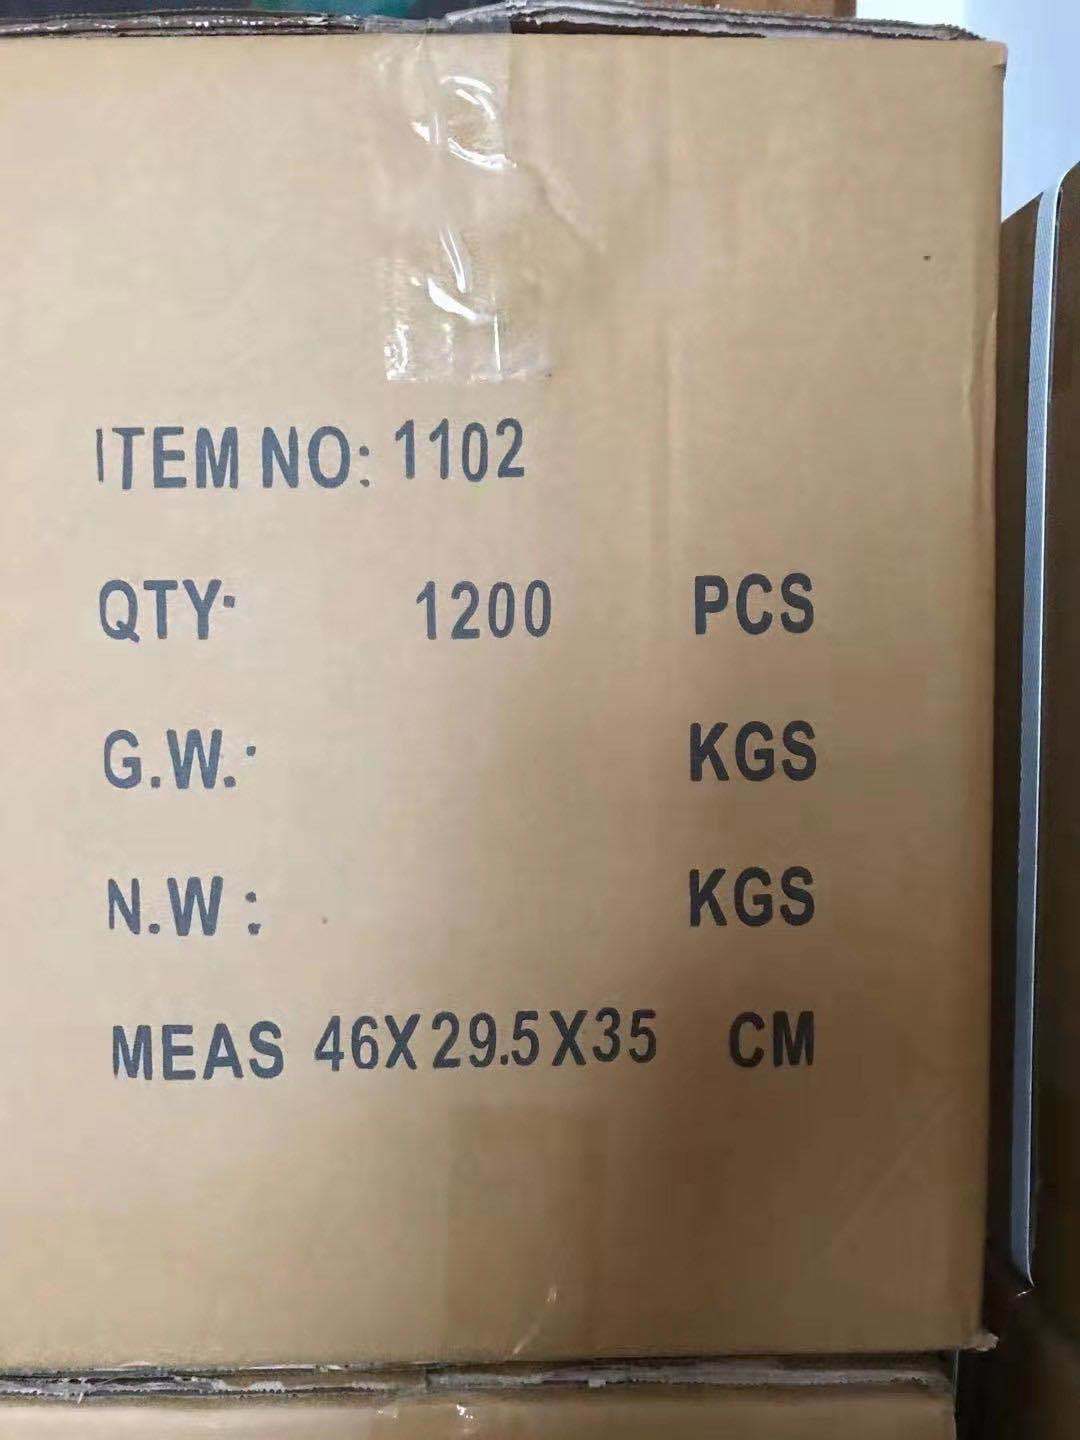 ITEM NO: 1102
QTY: 1200 PCS
G.W.: KGS
N.W: KGS
MEAS 46X29.5X35 CM